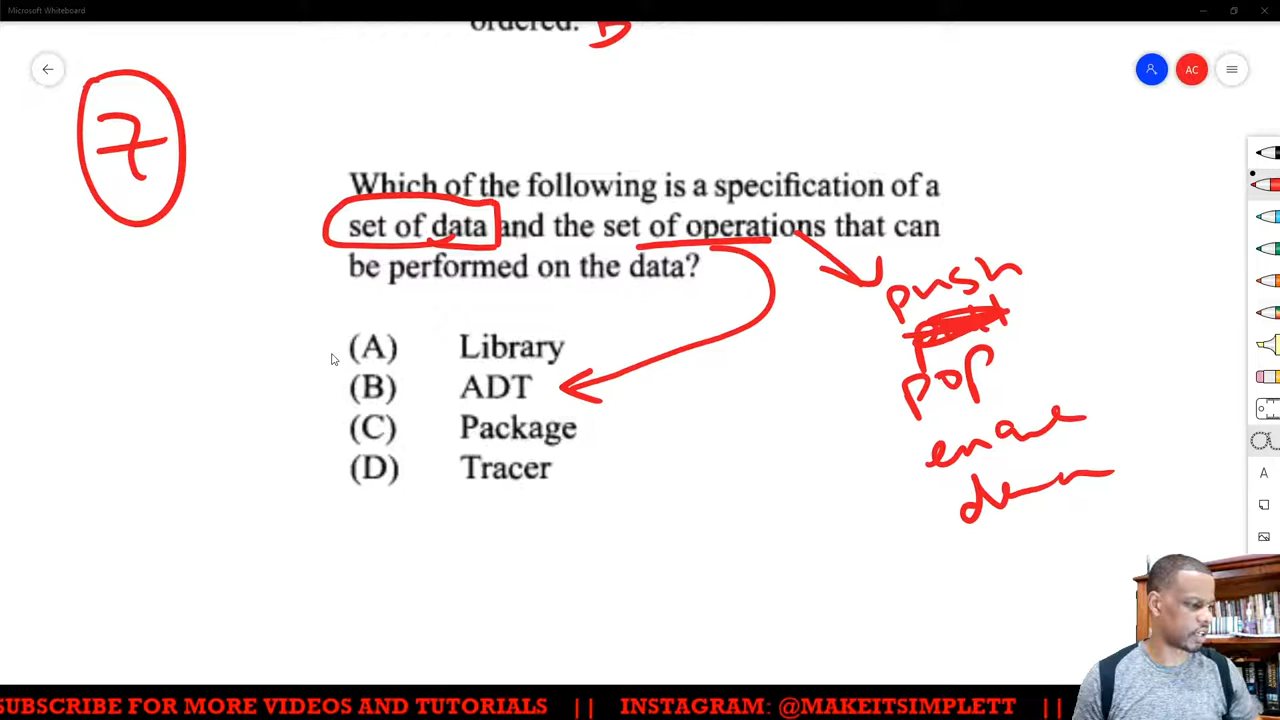 Microsoft Whiteboard
ordered. B
AC
7
Which of the following is a specification of a
set of data and the set of operations that can
be performed on the data?
push
pop
(A) Library
(B) ADT
(C) Package
(D) Tracer
A
SUBSCRIBE FOR MORE VIDEOS AND TUTORIALS || INSTAGRAM: @MAKEITSIMPLETT ||